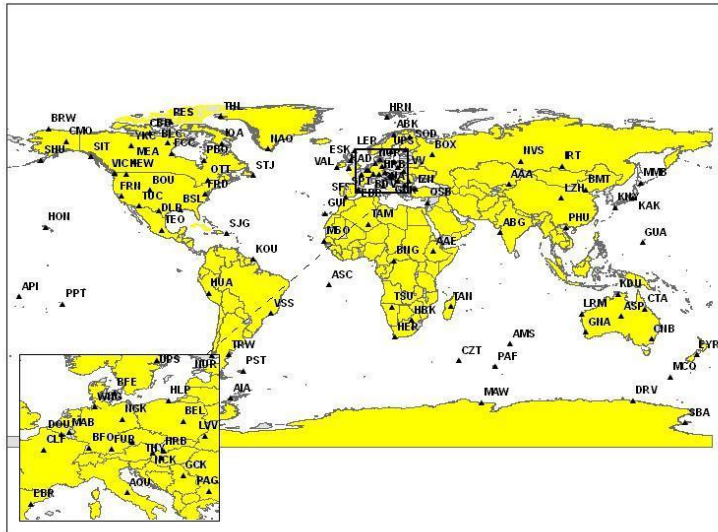 HRN
THL
RES
CBB
BRW
CMO
YKC
BLC
IQA
NAQ
ABK
LER
SOD
UPS
BOX
SHU
SIT
MEA
FCC
PBQ
ESK
VAL
NVS
IRT
VIC
NEW
OTT
STJ
AAA
BMT
MMB
BOU
FRD
FRN
BSL
TUC
DLR
TEO
SFS
EBR
QSB
LZH
KNY
KAK
GUI
HON
SJG
MBO
TAM
ABG
PHU
GUA
KOU
BNG
AAE
API
PPT
HUA
ASC
VSS
TSU
HBK
TAN
HER
KDU
CTA
LRM
ASP
GNA
CNB
AMS
CZT
PAF
EYR
MCQ
TRW
PST
AIA
MAW
DRV
SBA
UPS
BFE
WNG
HLP
NGK
BEL
DOU
MAB
LVV
CLF
BFO
FUR
HRB
THY
NCK
GCK
EBR
AQU
PAG